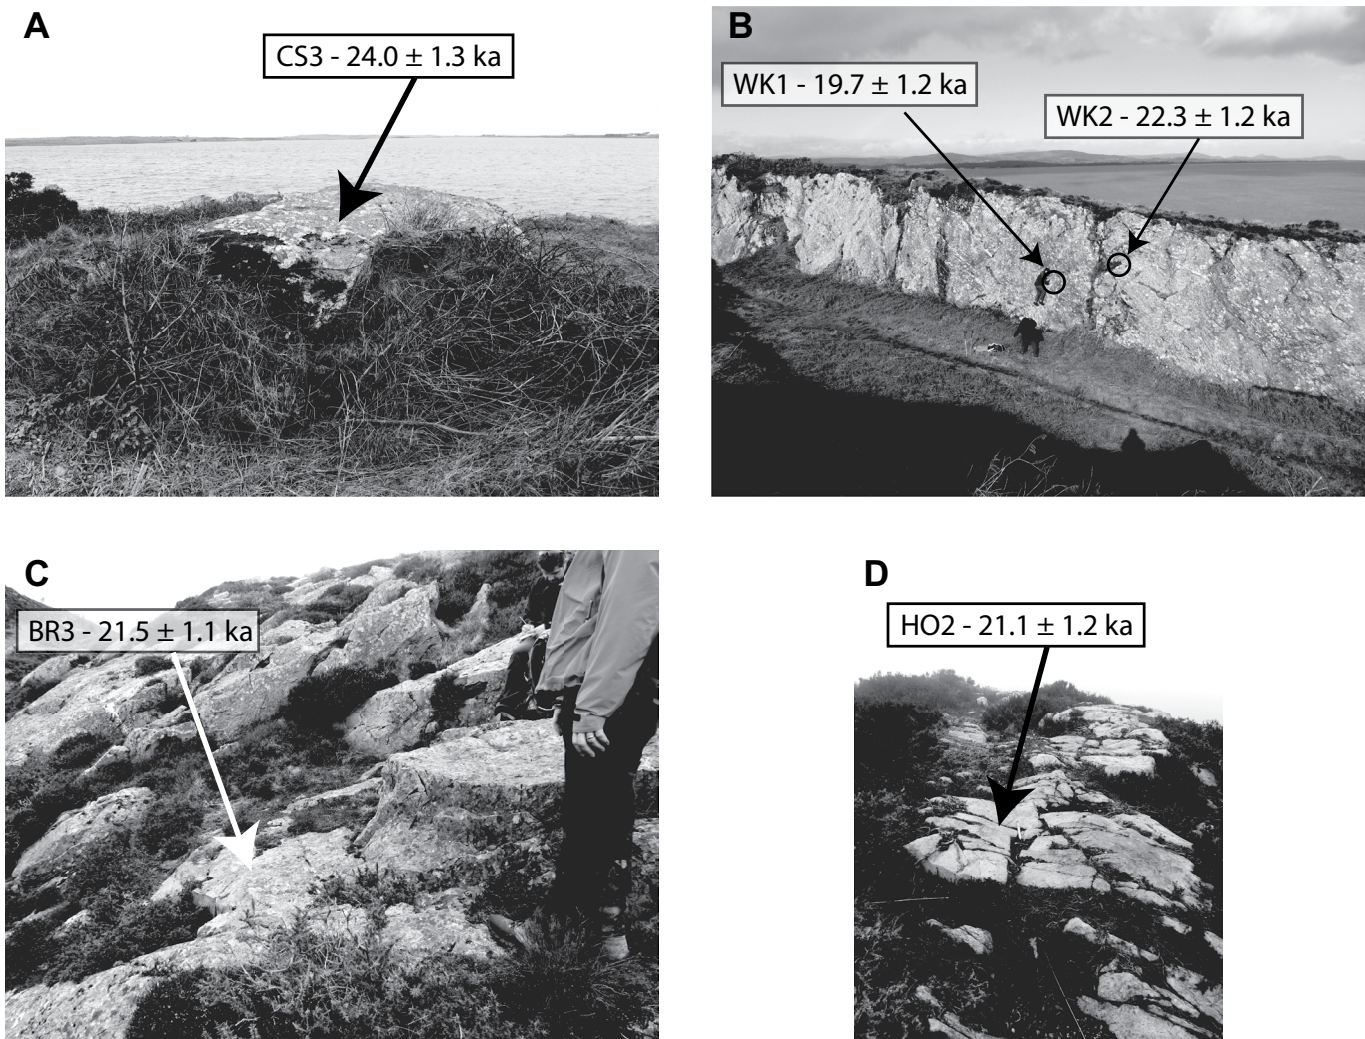 A
CS3 - 24.0 ± 1.3 ka
B
WK1 - 19.7 ± 1.2 ka
WK2 - 22.3 ± 1.2 ka
C
BR3 - 21.5 ± 1.1 ka
D
HO2 - 21.1 ± 1.2 ka